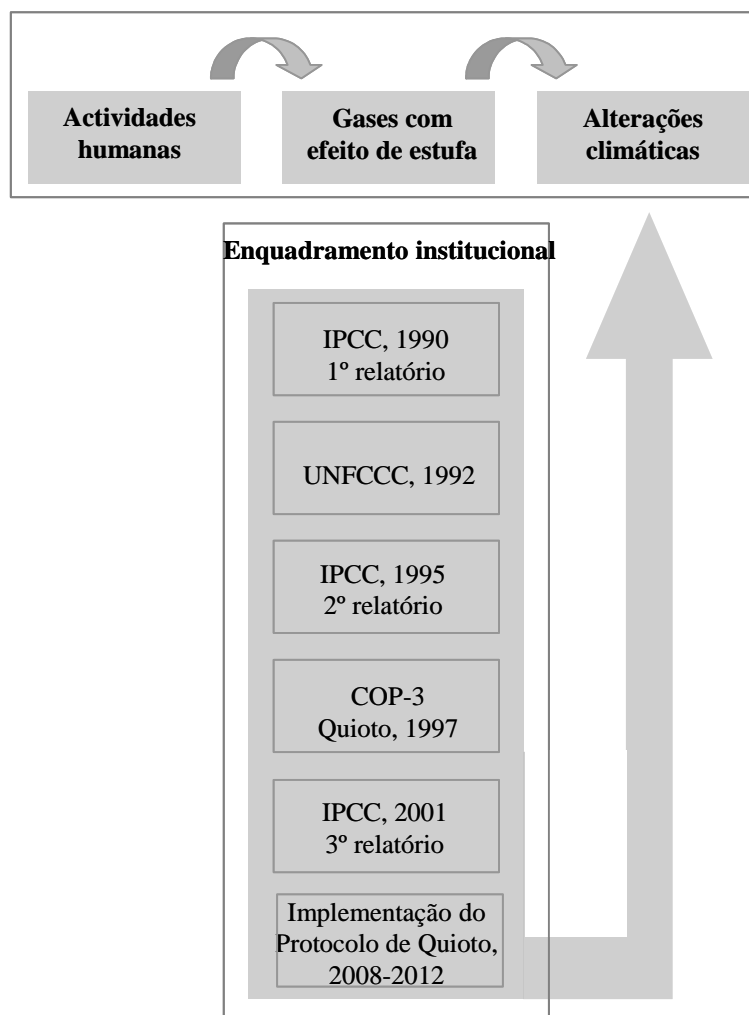 Actividades
humanas
Gases com
efeito de estufa
Alterações
climáticas
Enquadramento institucional
IPCC, 1990
1º relatório
UNFCCC, 1992
IPCC, 1995
2º relatório
COP-3
Quioto, 1997
IPCC, 2001
3º relatório
Implementação do
Protocolo de Quioto,
2008-2012